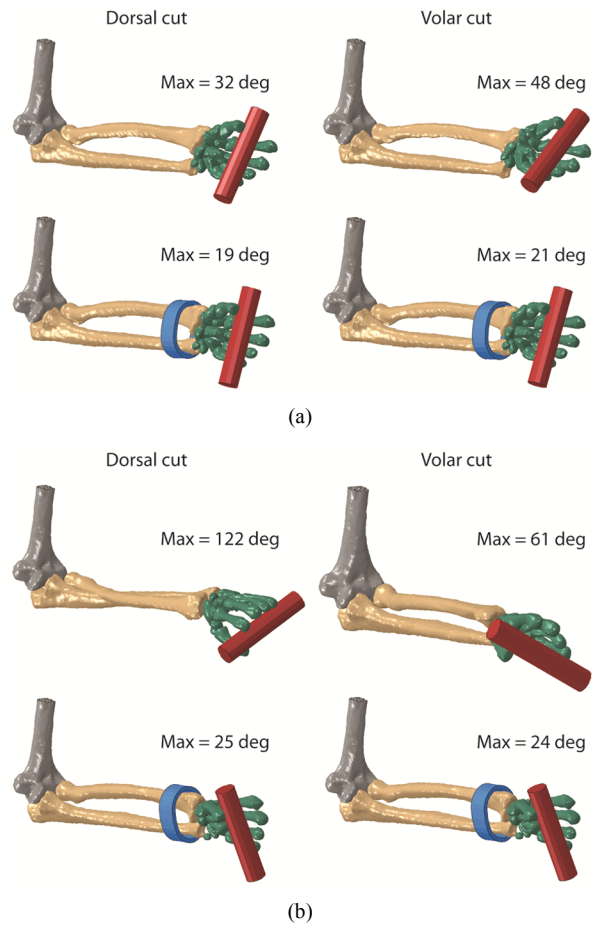 Dorsal cut Volar cut
Max = 32 deg Max = 48 deg
Max = 19 deg Max = 21 deg
(a)
Dorsal cut Volar cut
Max = 122 deg Max = 61 deg
Max = 25 deg Max = 24 deg
(b)